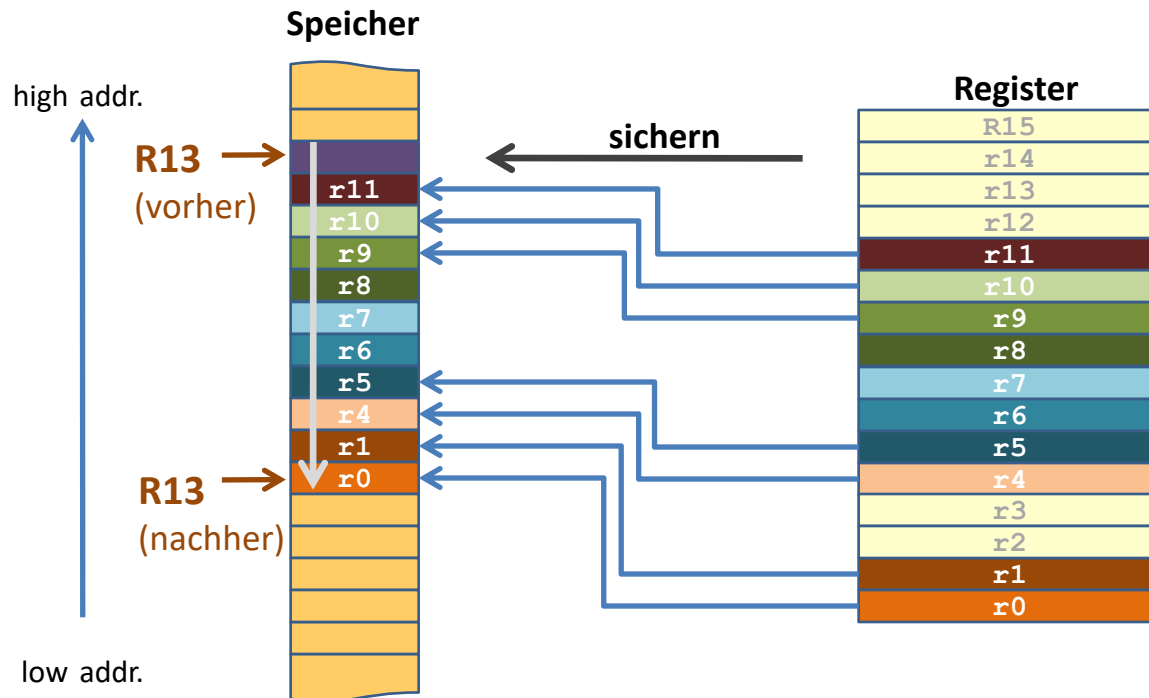 Speicher
high addr.
R13
(vorher)
r11
r10
r9
r8
r7
r6
r5
r4
r1
r0
R13
(nachher)
low addr.
sichern
Register
R15
r14
r13
r12
r11
r10
r9
r8
r7
r6
r5
r4
r3
r2
r1
r0